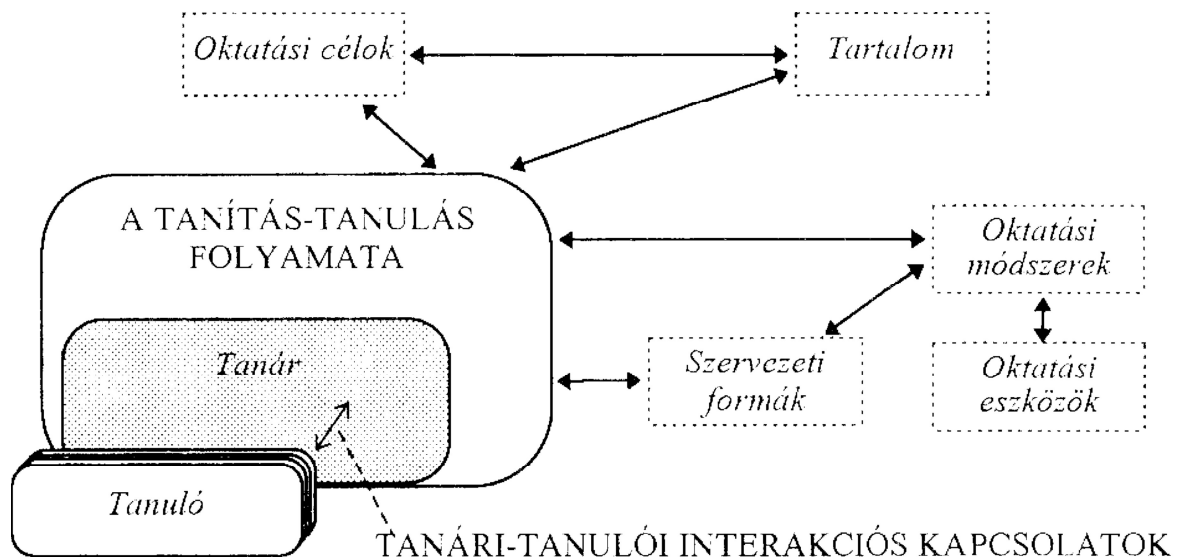 Oktatási célok
Tartalom
A TANÍTÁS-TANULÁS
FOLYAMATA
Oktatási
módszerek
Tanár
Szervezeti
formák
Oktatási
eszközök
Tanuló
TANÁRI-TANULÓI INTERAKCIÓS KAPCSOLATOK